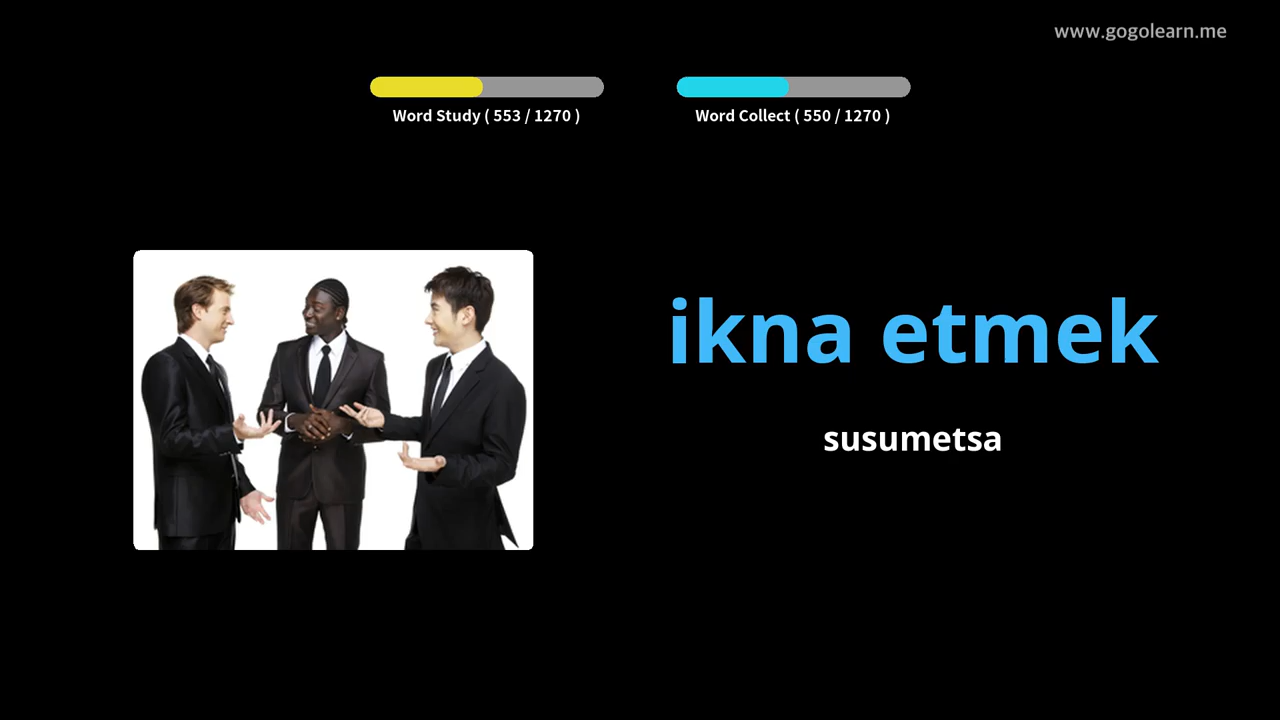 www.gogolearn.me
Word Study ( 553 / 1270 )
Word Collect ( 550 / 1270 )
ikna etmek
susumetsa